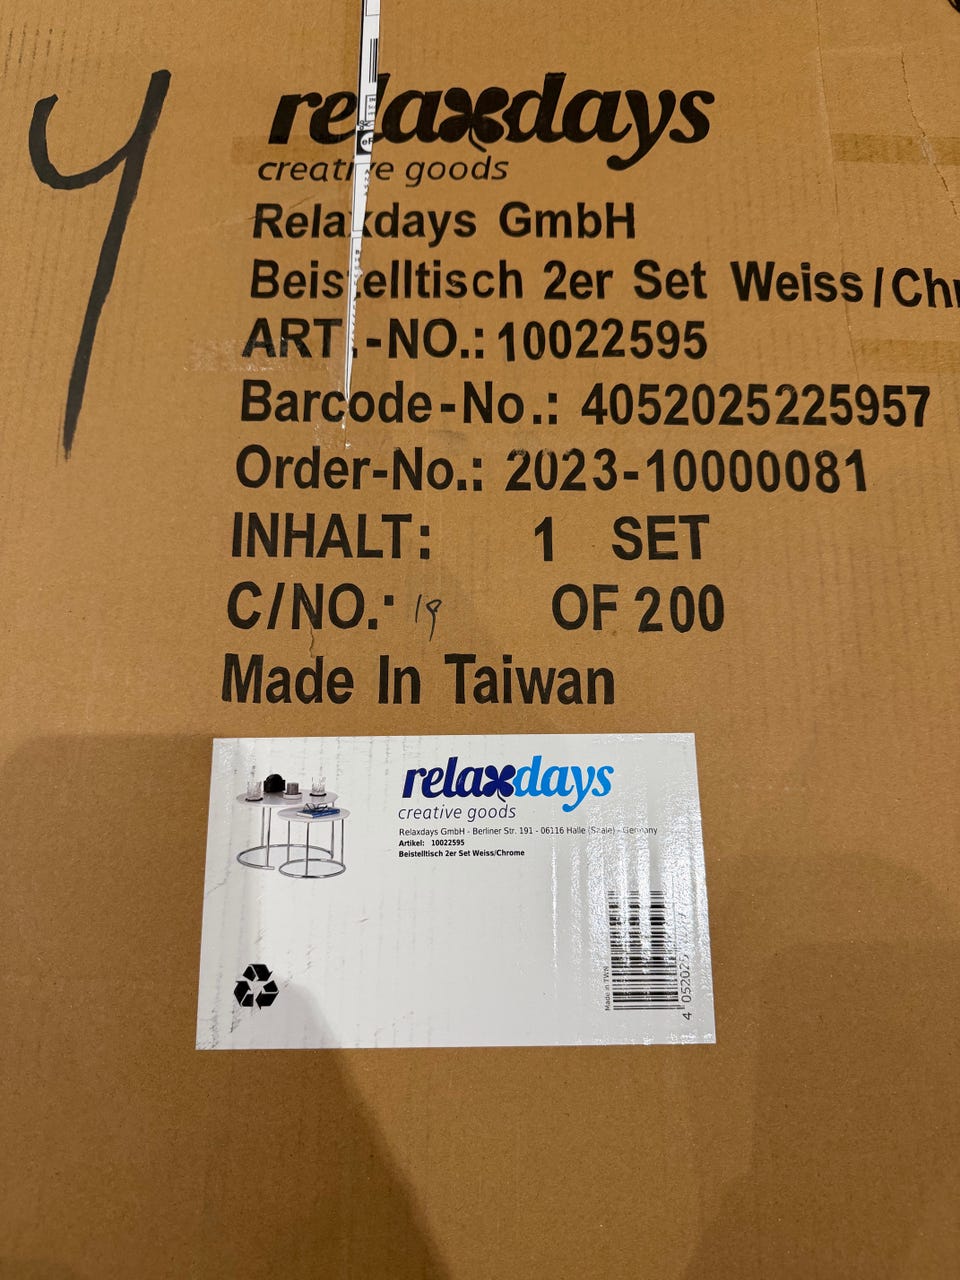 relaxdays
creative goods
Relaxdays GmbH
Beistelltisch 2er Set Weiss/Chr
ART.-NO.: 10022595
Barcode-No.: 4052025225957
Order-No.: 2023-10000081
INHALT: 1 SET
C/NO.: 19 OF 200
Made In Taiwan
relaxdays
creative goods
Relaxdays GmbH - Berliner Str. 191 - 06116 Halle (Saale) - Germany
Artikel: 10022595
Beistelltisch 2er Set Weiss/Chrome
Made in TWN
4 05202